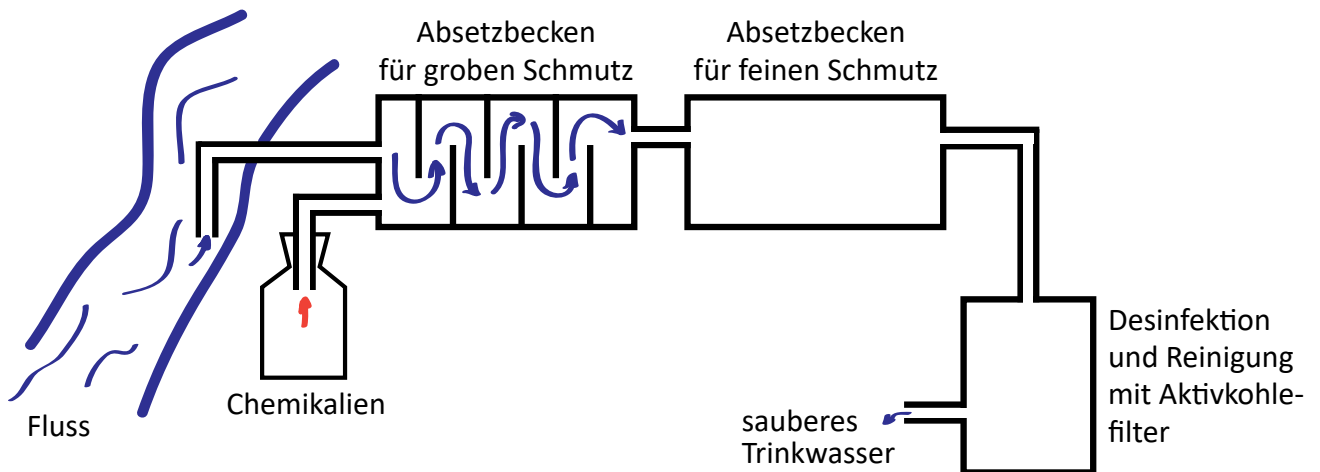 Absetzbecken
für groben Schmutz
Absetzbecken
für feinen Schmutz
Fluss
Chemikalien
Desinfektion
und Reinigung
mit Aktivkohle-
filter
sauberes
Trinkwasser